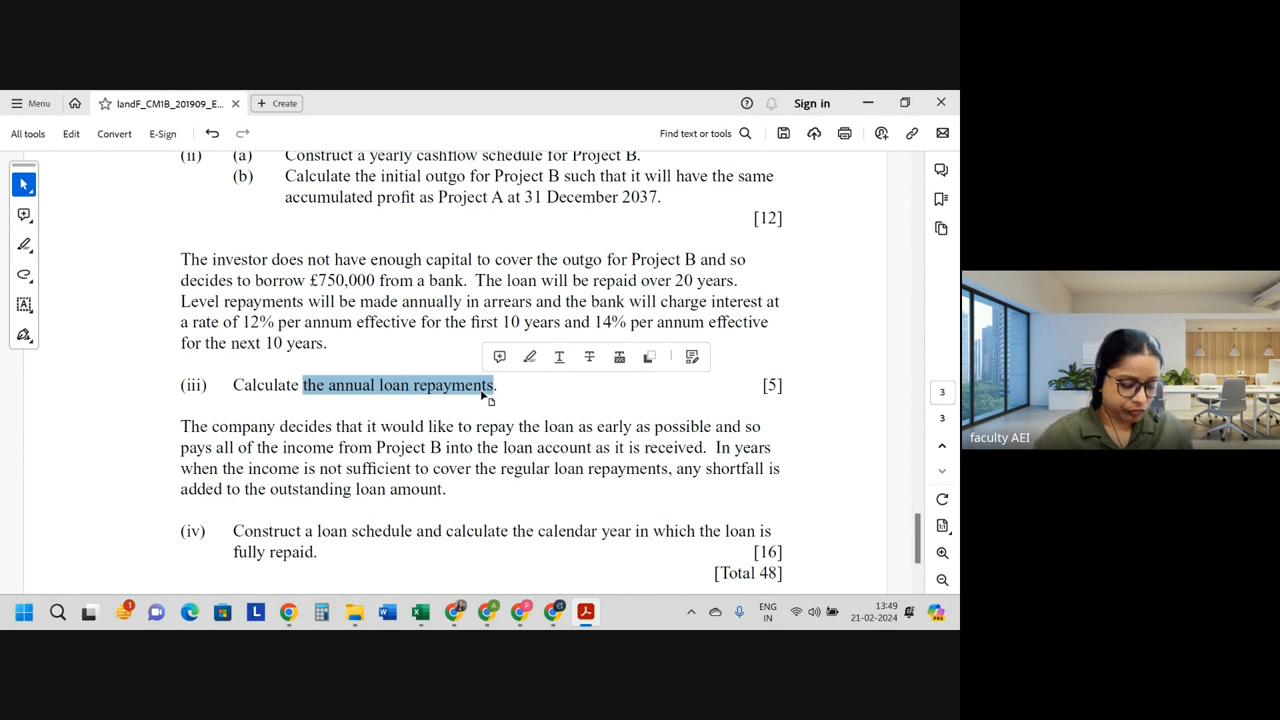 Menu
landF_CM1B_201909_E...
Create
Sign in
All tools
Edit
Convert
E-Sign
Find text or tools
(ii) (a) Construct a yearly cashflow schedule for Project B.
(b) Calculate the initial outgo for Project B such that it will have the same
accumulated profit as Project A at 31 December 2037.
[12]
The investor does not have enough capital to cover the outgo for Project B and so
decides to borrow £750,000 from a bank. The loan will be repaid over 20 years.
Level repayments will be made annually in arrears and the bank will charge interest at
a rate of 12% per annum effective for the first 10 years and 14% per annum effective
for the next 10 years.
(iii) Calculate the annual loan repayments. [5]
The company decides that it would like to repay the loan as early as possible and so
pays all of the income from Project B into the loan account as it is received. In years
when the income is not sufficient to cover the regular loan repayments, any shortfall is
added to the outstanding loan amount.
(iv) Construct a loan schedule and calculate the calendar year in which the loan is
fully repaid. [16]
[Total 48]
3
3
faculty AEI
1
L
A
P
ENG
IN
13:49
21-02-2024